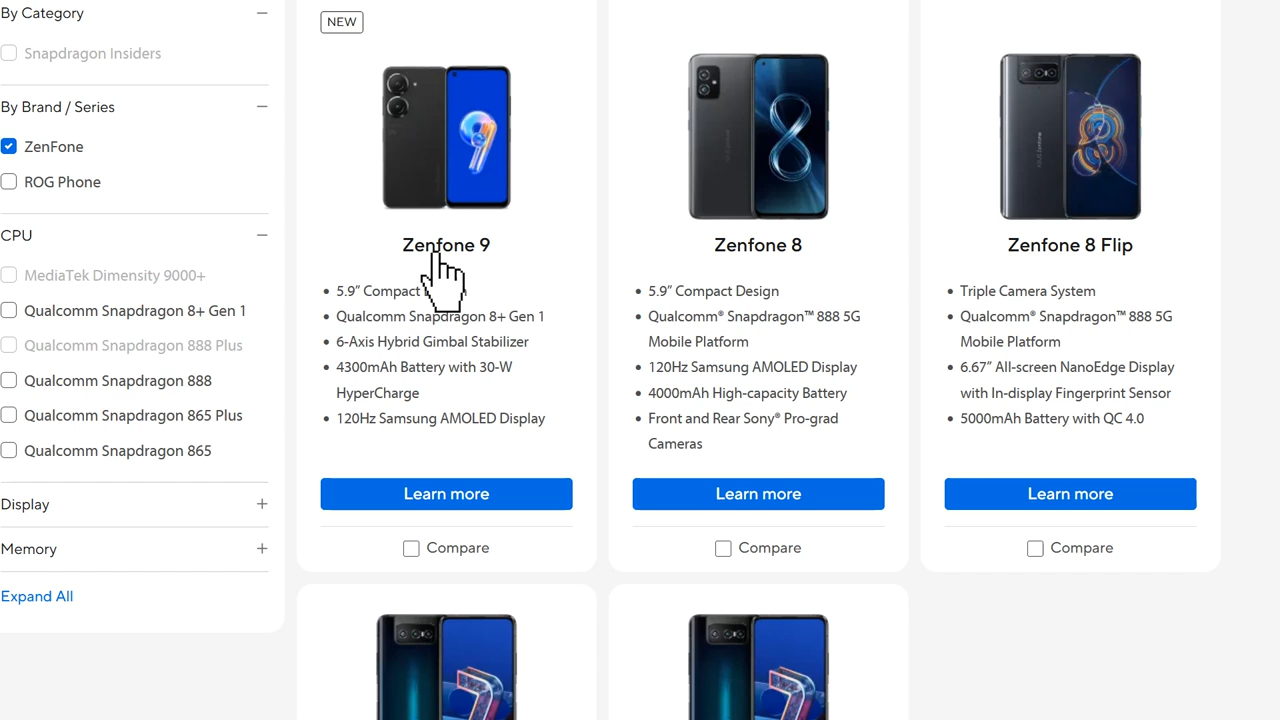 By Category
Snapdragon Insiders
By Brand / Series
ZenFone
ROG Phone
CPU
MediaTek Dimensity 9000+
Qualcomm Snapdragon 8+ Gen 1
Qualcomm Snapdragon 888 Plus
Qualcomm Snapdragon 888
Qualcomm Snapdragon 865 Plus
Qualcomm Snapdragon 865
Display
Memory
Expand All
NEW
Zenfone 9
5.9″ Compact
Qualcomm Snapdragon 8+ Gen 1
6-Axis Hybrid Gimbal Stabilizer
4300mAh Battery with 30-W
HyperCharge
120Hz Samsung AMOLED Display
Learn more
Compare
Zenfone 8
5.9″ Compact Design
Qualcomm® Snapdragon™ 888 5G
Mobile Platform
120Hz Samsung AMOLED Display
4000mAh High-capacity Battery
Front and Rear Sony® Pro-grad
Cameras
Learn more
Compare
Zenfone 8 Flip
Triple Camera System
Qualcomm® Snapdragon™ 888 5G
Mobile Platform
6.67″ All-screen NanoEdge Display
with In-display Fingerprint Sensor
5000mAh Battery with QC 4.0
Learn more
Compare